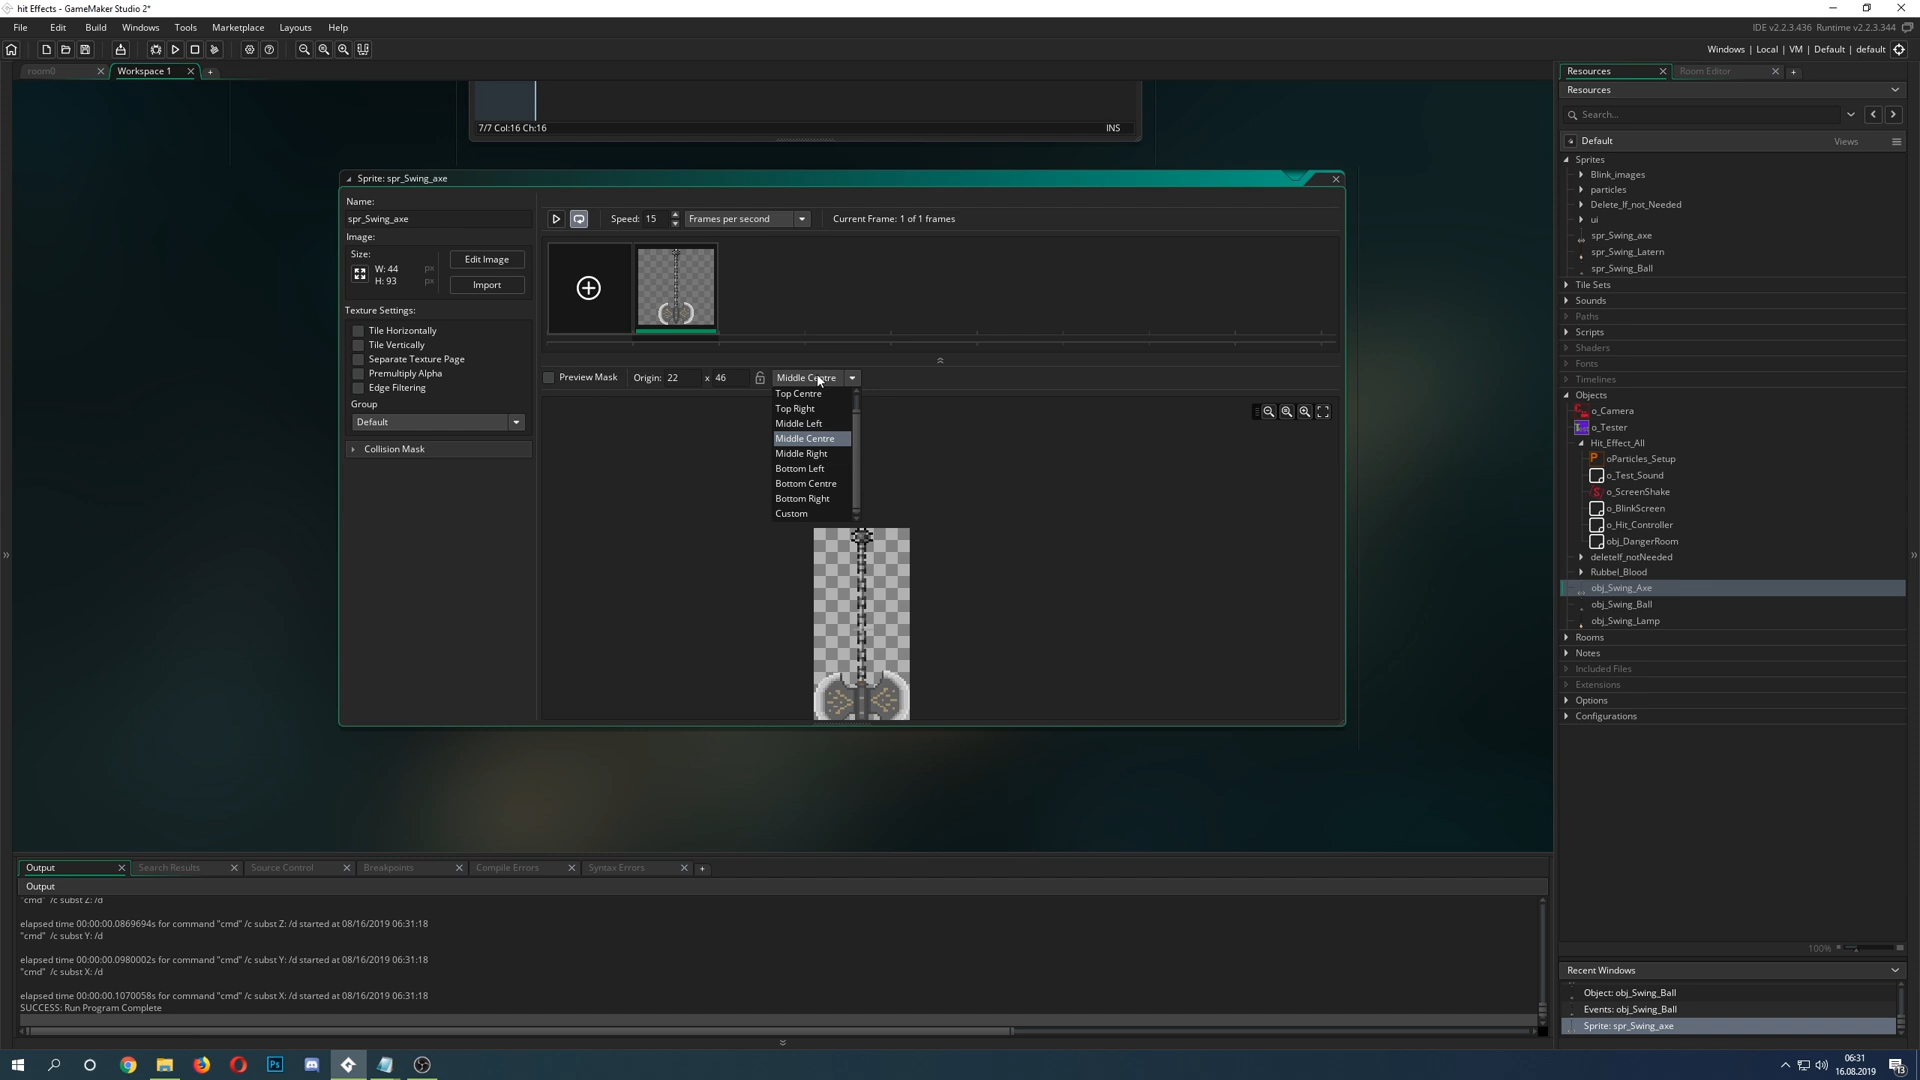 hit Effects - GameMaker Studio 2*
File Edit Build Windows Tools Marketplace Layouts Help
IDE v2.2.3.436 Runtime v2.2.3.344
Windows | Local | VM | Default | default
room0
Workspace 1
Resources
Room Editor
Resources
Search...
Default
Views
Sprites
Blink_images
particles
Delete_If_not_Needed
ui
spr_Swing_axe
spr_Swing_Latern
spr_Swing_Ball
Tile Sets
Sounds
Paths
Scripts
Shaders
Fonts
Timelines
Objects
o_Camera
o_Tester
Hit_Effect_All
oParticles_Setup
o_Test_Sound
o_ScreenShake
o_BlinkScreen
o_Hit_Controller
obj_DangerRoom
deleteIf_notNeeded
Rubbel_Blood
obj_Swing_Axe
obj_Swing_Ball
obj_Swing_Lamp
Rooms
Notes
Included Files
Extensions
Options
Configurations
100%
Recent Windows
Object: obj_Swing_Ball
Events: obj_Swing_Ball
Sprite: spr_Swing_axe
7/7 Col:16 Ch:16
INS
Sprite: spr_Swing_axe
Name:
spr_Swing_axe
Image:
Size:
W: 44 px
H: 93 px
Edit Image
Import
Texture Settings:
Tile Horizontally
Tile Vertically
Separate Texture Page
Premultiply Alpha
Edge Filtering
Group
Default
Collision Mask
Speed: 15 Frames per second Current Frame: 1 of 1 frames
Preview Mask Origin: 22 x 46 Middle Centre
Top Centre
Top Right
Middle Left
Middle Centre
Middle Right
Bottom Left
Bottom Centre
Bottom Right
Custom
Output Search Results Source Control Breakpoints Compile Errors Syntax Errors
Output
"cmd" /c subst Z: /d
elapsed time 00:00:00.0869694s for command "cmd" /c subst Z: /d started at 08/16/2019 06:31:18
"cmd" /c subst Y: /d
elapsed time 00:00:00.0980002s for command "cmd" /c subst Y: /d started at 08/16/2019 06:31:18
"cmd" /c subst X: /d
elapsed time 00:00:00.1070058s for command "cmd" /c subst X: /d started at 08/16/2019 06:31:18
SUCCESS: Run Program Complete
Ps
06:31
16.08.2019
13